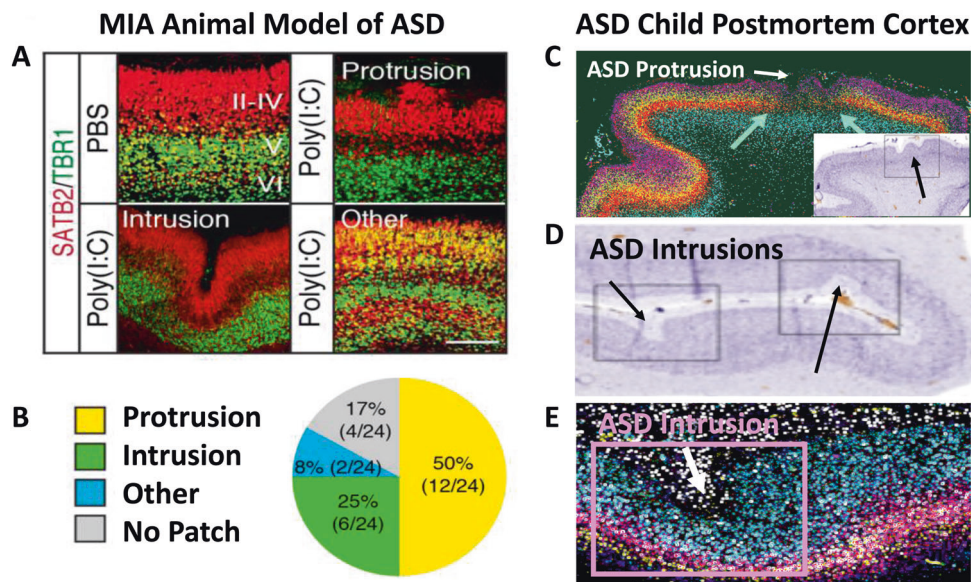 MIA Animal Model of ASD
ASD Child Postmortem Cortex
A
SATB2/TBR1
PBS
II-IV
V
VI
Poly(I:C)
Protrusion
Poly(I:C)
Intrusion
Poly(I:C)
Other
B
Protrusion
Intrusion
Other
No Patch
17%
(4/24)
8% (2/24)
50%
(12/24)
25%
(6/24)
C
ASD Protrusion
D
ASD Intrusions
E
ASD Intrusion